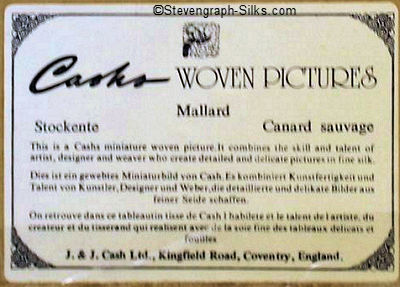 ©Stevengraph-Silks.com
Cashs WOVEN PICTURES
Mallard
Stockente Canard sauvage
This is a Cashs miniature woven picture.It combines the skill and talent of
artist, designer and weaver who create detailed and delicate pictures in fine silk.
Dies ist ein gewebtes Miniaturbild von Cash.Es kombiniert Kunstfertigkeit und
Talent von Kunstler,Designer und Weber,die detaillierte und delikate Bilder aus
feiner Seide schaffen.
On retrouve dans ce tableautin tisse de Cash l habilete et le talent de l artiste, du
createur et du tisserand qui realisent avec de la soie fine des tableaux delicats et
fouilles
J. & J. Cash Ltd., Kingfield Road, Coventry, England.